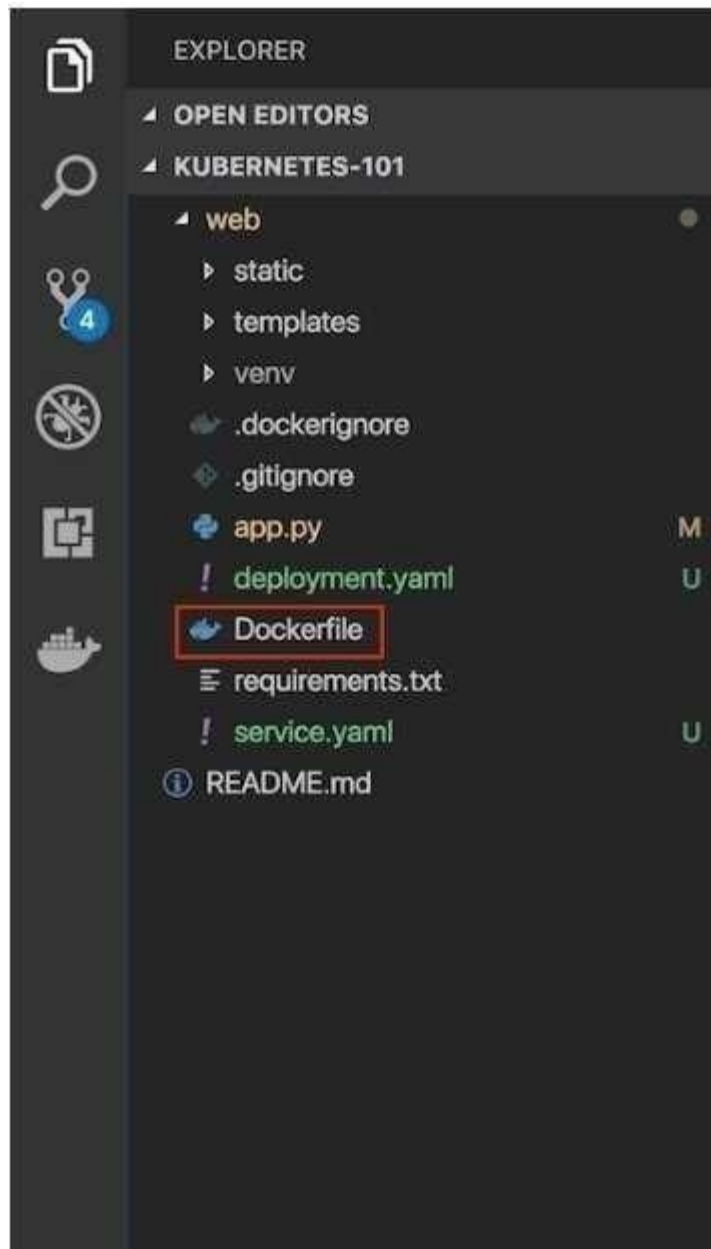 EXPLORER
OPEN EDITORS
KUBERNETES-101
web
static
templates
4
venv
.dockerignore
.gitignore
app.py M
deployment.yaml U
Dockerfile
requirements.txt
service.yaml U
README.md